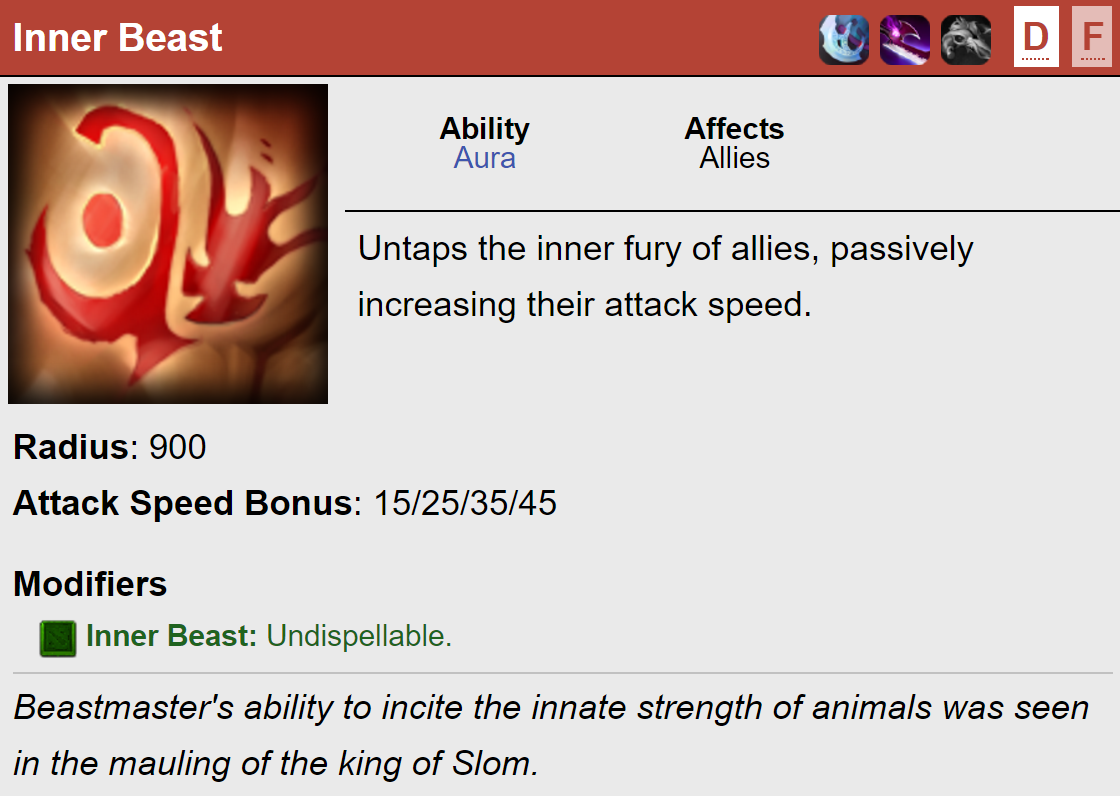 Inner Beast
D F
Ability Affects
Aura Allies
Untaps the inner fury of allies, passively
increasing their attack speed.
Radius: 900
Attack Speed Bonus: 15/25/35/45
Modifiers
Inner Beast: Undispellable.
Beastmaster's ability to incite the innate strength of animals was seen
in the mauling of the king of Slom.